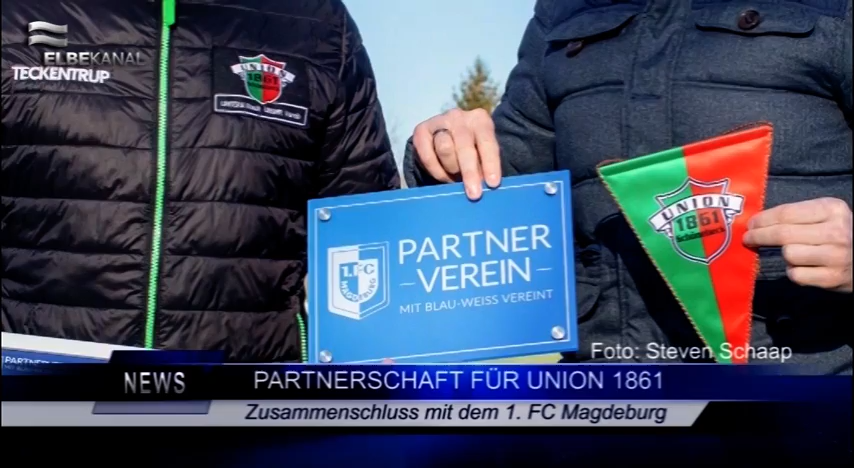 ELBEKANAL
TECKENTRUP
UNION
1861
PARTNER
VEREIN
MIT BLAU-WEISS VEREINT
1. FC
MAGDEBURG
UNION
1861
Schönebeck
Foto: Steven Schaap
NEWS
PARTNERSCHAFT FÜR UNION 1861
Zusammenschluss mit dem 1. FC Magdeburg